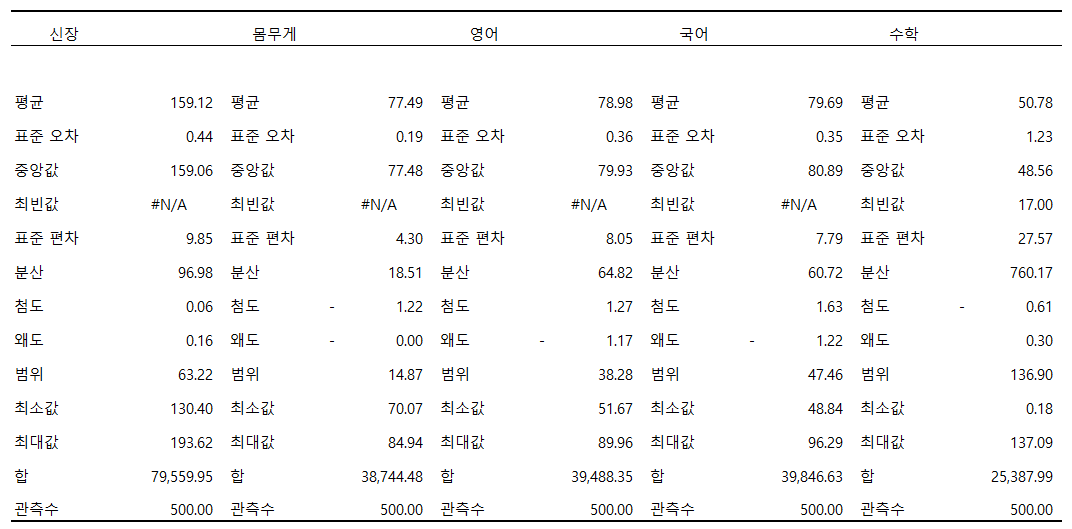 신장 몸무게 영어 국어 수학
평균 159.12 평균 77.49 평균 78.98 평균 79.69 평균 50.78
표준 오차 0.44 표준 오차 0.19 표준 오차 0.36 표준 오차 0.35 표준 오차 1.23
중앙값 159.06 중앙값 77.48 중앙값 79.93 중앙값 80.89 중앙값 48.56
최빈값 #N/A 최빈값 #N/A 최빈값 #N/A 최빈값 #N/A 최빈값 17.00
표준 편차 9.85 표준 편차 4.30 표준 편차 8.05 표준 편차 7.79 표준 편차 27.57
분산 96.98 분산 18.51 분산 64.82 분산 60.72 분산 760.17
첨도 0.06 첨도 - 1.22 첨도 1.27 첨도 1.63 첨도 - 0.61
왜도 0.16 왜도 - 0.00 왜도 - 1.17 왜도 - 1.22 왜도 0.30
범위 63.22 범위 14.87 범위 38.28 범위 47.46 범위 136.90
최소값 130.40 최소값 70.07 최소값 51.67 최소값 48.84 최소값 0.18
최대값 193.62 최대값 84.94 최대값 89.96 최대값 96.29 최대값 137.09
합 79,559.95 합 38,744.48 합 39,488.35 합 39,846.63 합 25,387.99
관측수 500.00 관측수 500.00 관측수 500.00 관측수 500.00 관측수 500.00